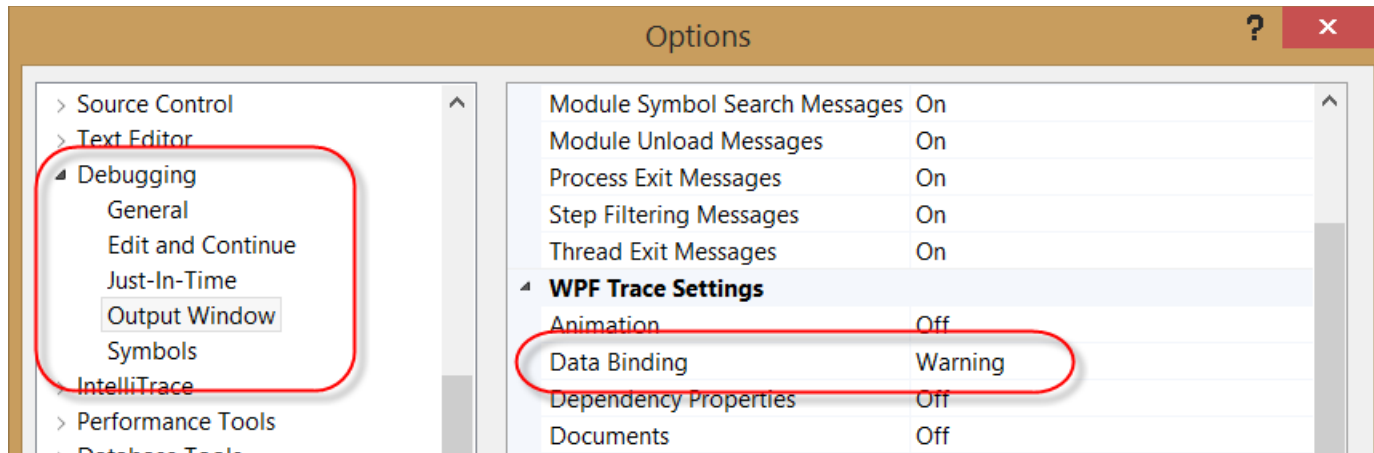 Options
?
Source Control
Text Editor
Debugging
General
Edit and Continue
Just-In-Time
Output Window
Symbols
IntelliTrace
Performance Tools
Database Tools
Module Symbol Search Messages On
Module Unload Messages On
Process Exit Messages On
Step Filtering Messages On
Thread Exit Messages On
WPF Trace Settings
Animation Off
Data Binding Warning
Dependency Properties Off
Documents Off